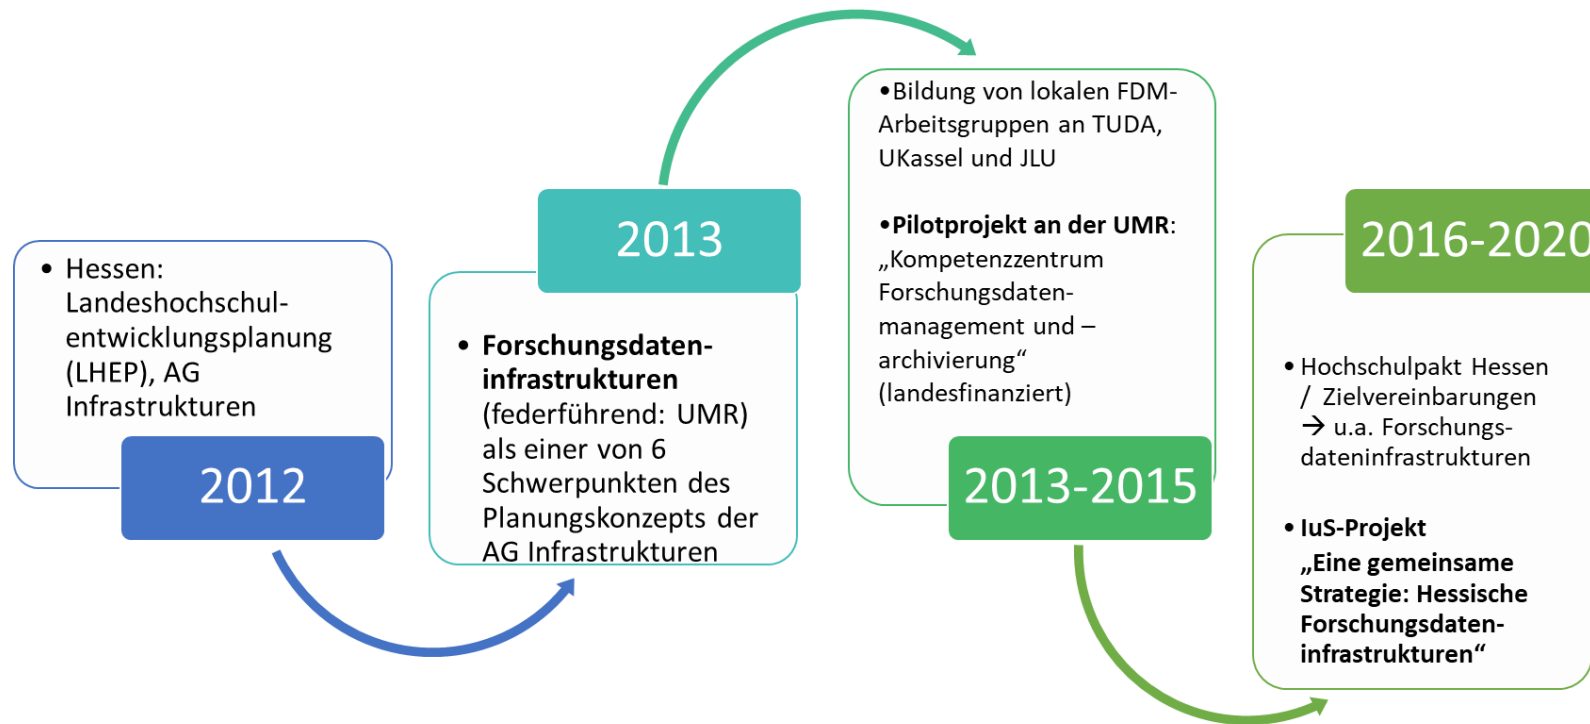 • Hessen:
Landeshochschul-
entwicklungsplanung
(LHEP), AG
Infrastrukturen
2012
2013
• Forschungsdaten-
infrastrukturen
(federführend: UMR)
als einer von 6
Schwerpunkten des
Planungskonzepts der
AG Infrastrukturen
•Bildung von lokalen FDM-
Arbeitsgruppen an TUDA,
UKassel und JLU
•Pilotprojekt an der UMR:
„Kompetenzzentrum
Forschungsdaten-
management und –
archivierung“
(landesfinanziert)
2013-2015
2016-2020
• Hochschulpakt Hessen
/ Zielvereinbarungen
→ u.a. Forschungs-
dateninfrastrukturen
• IuS-Projekt
„Eine gemeinsame
Strategie: Hessische
Forschungsdaten-
infrastrukturen“